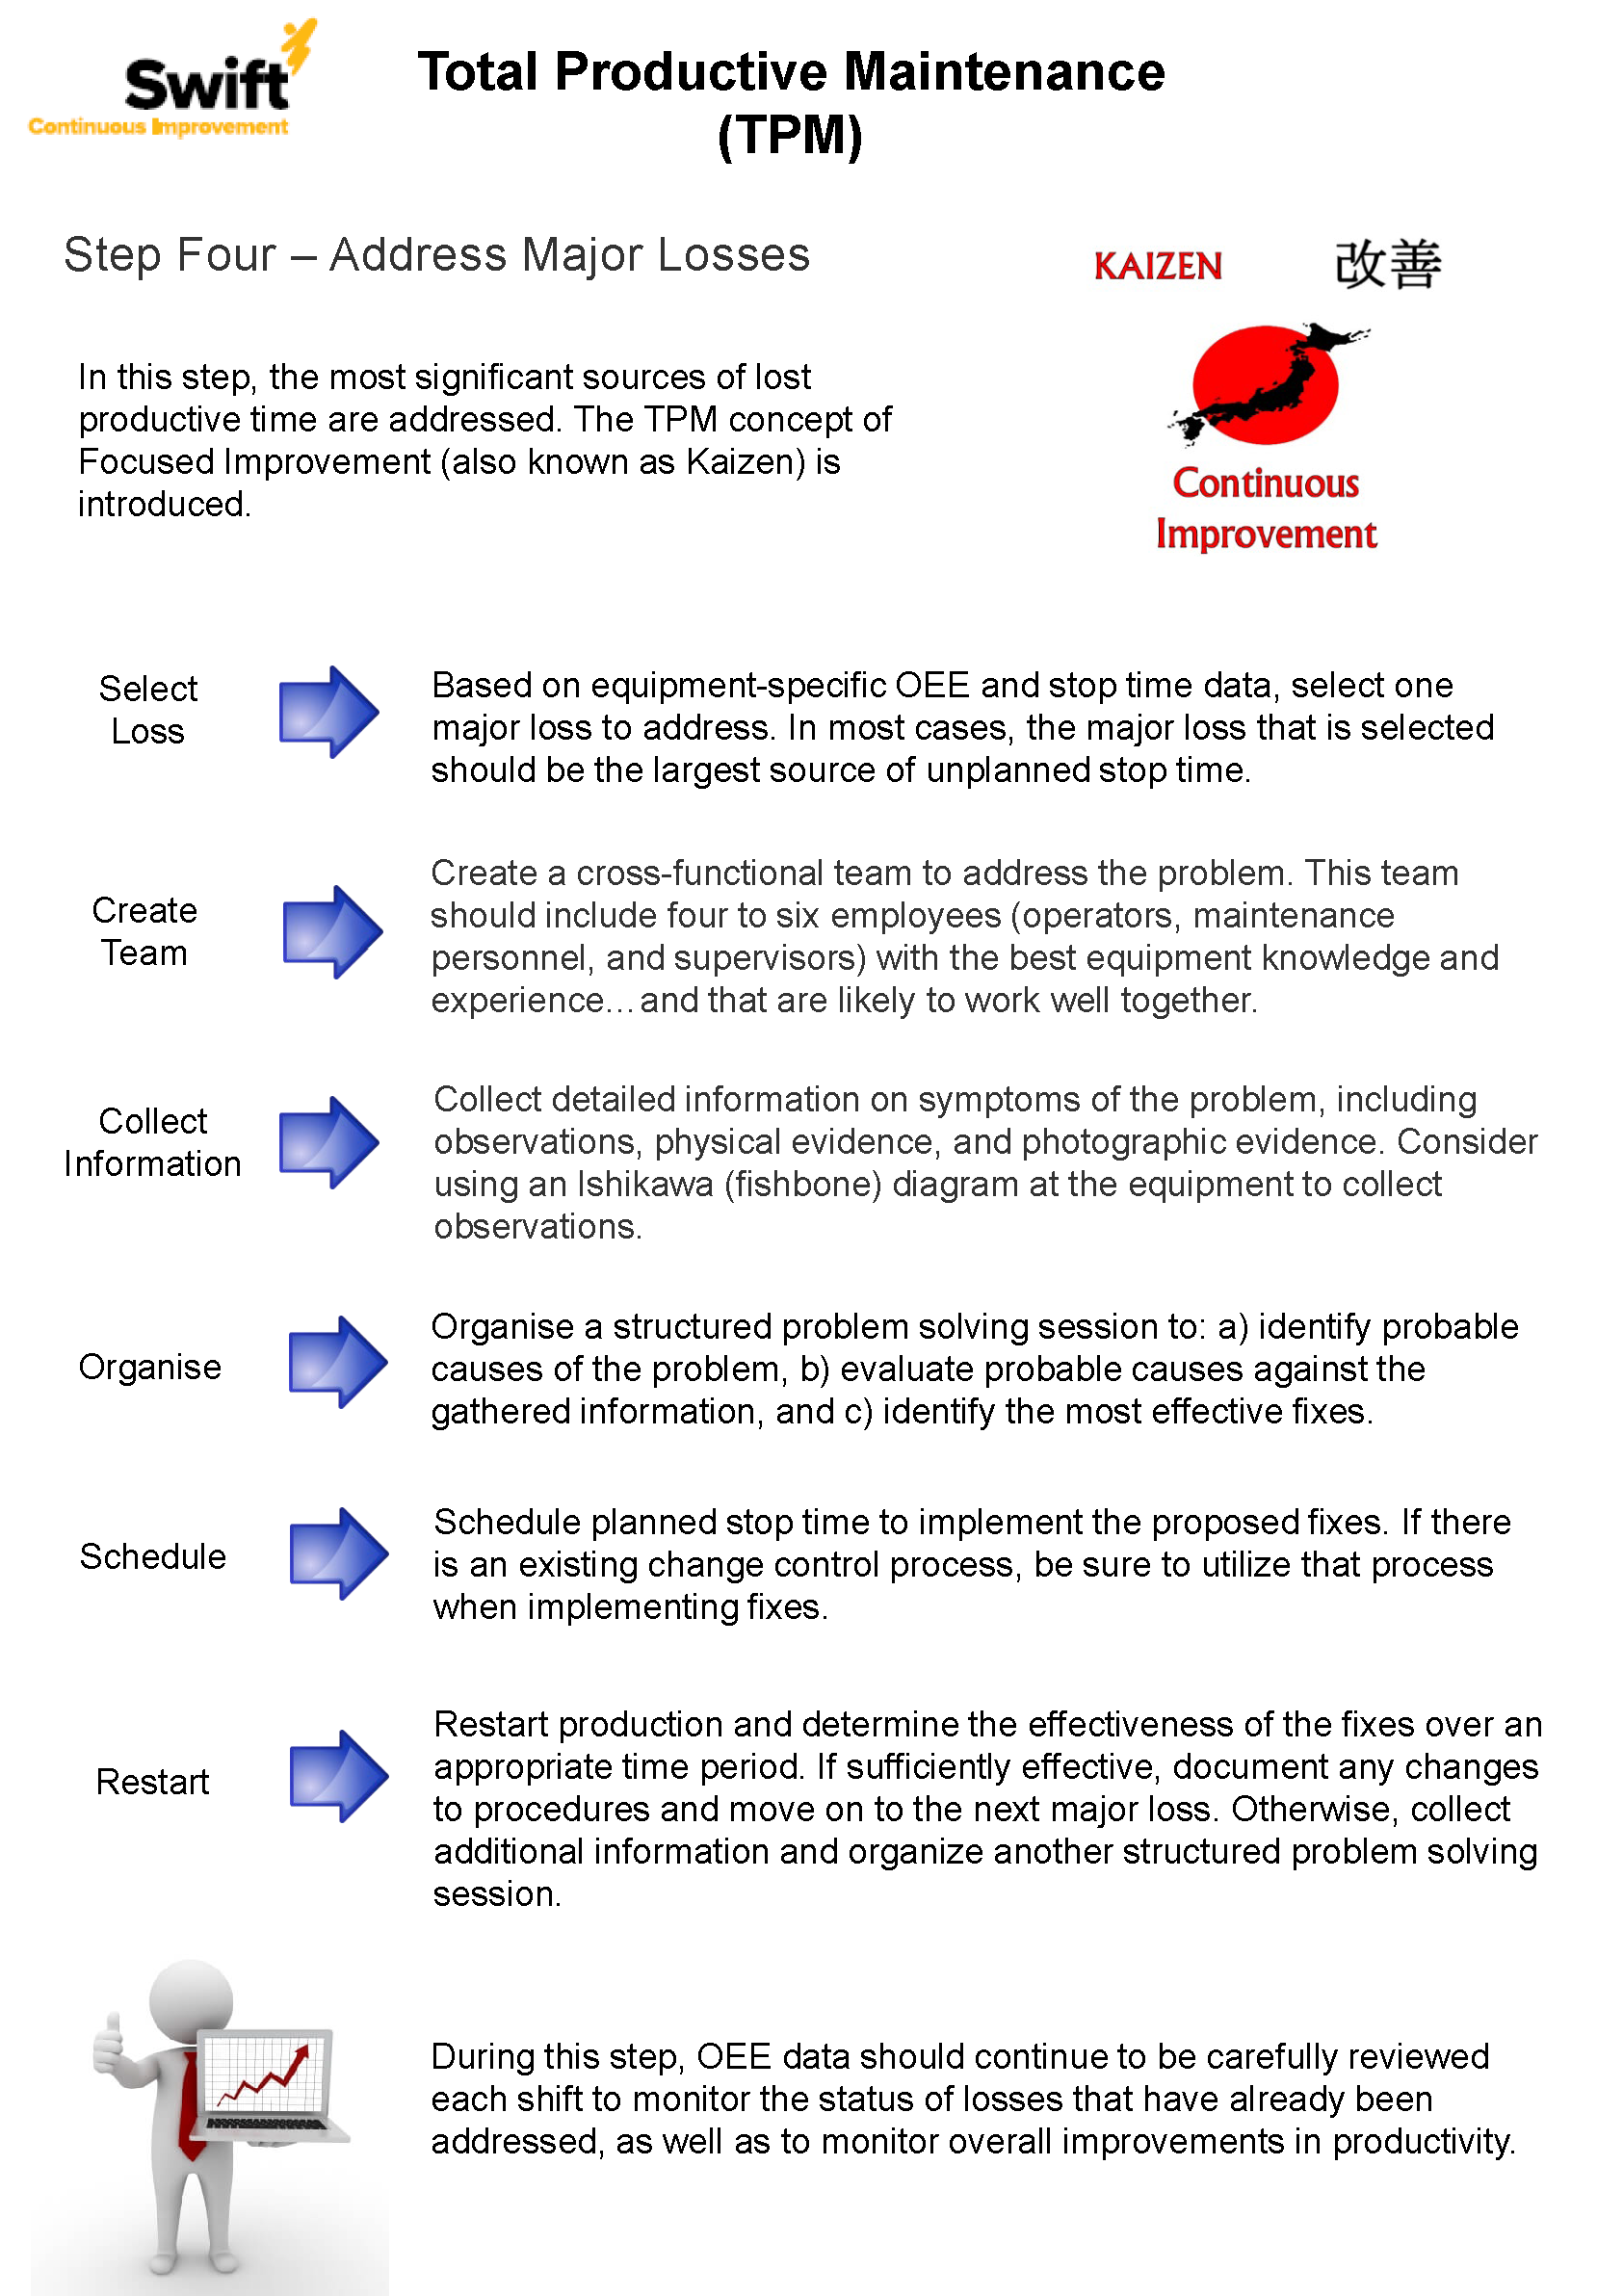 Swift
Continuous Improvement
Total Productive Maintenance
(TPM)
Step Four – Address Major Losses
KAIZEN 改善
In this step, the most significant sources of lost
productive time are addressed. The TPM concept of
Focused Improvement (also known as Kaizen) is
introduced.
Continuous
Improvement
Select
Loss
Based on equipment-specific OEE and stop time data, select one
major loss to address. In most cases, the major loss that is selected
should be the largest source of unplanned stop time.
Create
Team
Create a cross-functional team to address the problem. This team
should include four to six employees (operators, maintenance
personnel, and supervisors) with the best equipment knowledge and
experience... and that are likely to work well together.
Collect
Information
Collect detailed information on symptoms of the problem, including
observations, physical evidence, and photographic evidence. Consider
using an Ishikawa (fishbone) diagram at the equipment to collect
observations.
Organise
Organise a structured problem solving session to: a) identify probable
causes of the problem, b) evaluate probable causes against the
gathered information, and c) identify the most effective fixes.
Schedule
Schedule planned stop time to implement the proposed fixes. If there
is an existing change control process, be sure to utilize that process
when implementing fixes.
Restart
Restart production and determine the effectiveness of the fixes over an
appropriate time period. If sufficiently effective, document any changes
to procedures and move on to the next major loss. Otherwise, collect
additional information and organize another structured problem solving
session.
During this step, OEE data should continue to be carefully reviewed
each shift to monitor the status of losses that have already been
addressed, as well as to monitor overall improvements in productivity.